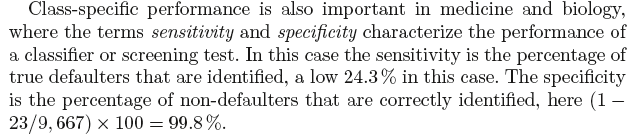 Class-specific performance is also important in medicine and biology,
where the terms sensitivity and specificity characterize the performance of
a classifier or screening test. In this case the sensitivity is the percentage of
true defaulters that are identified, a low 24.3 % in this case. The specificity
is the percentage of non-defaulters that are correctly identified, here (1 −
23/9, 667) × 100 = 99.8 %.